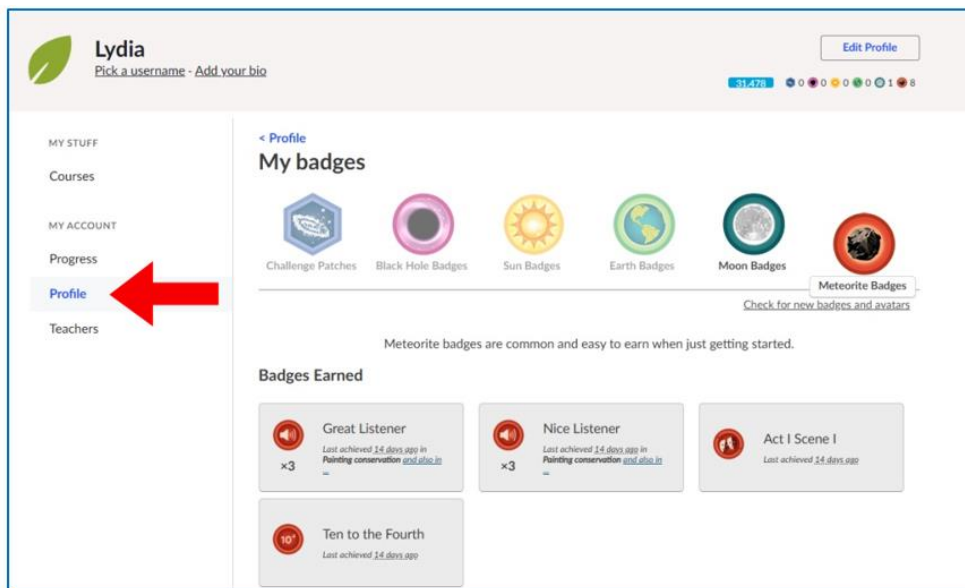 Lydia
Pick a username - Add your bio
Edit Profile
31,478 0 0 0 0 1 8
MY STUFF
Courses
MY ACCOUNT
Progress
Profile
Teachers
< Profile
My badges
Challenge Patches Black Hole Badges Sun Badges Earth Badges Moon Badges Meteorite Badges
Check for new badges and avatars
Meteorite badges are common and easy to earn when just getting started.
Badges Earned
Great Listener
Last achieved 14 days ago in
Painting conservation and also in
...
×3
Nice Listener
Last achieved 14 days ago in
Painting conservation and also in
...
×3
Act I Scene I
Last achieved 14 days ago
Ten to the Fourth
Last achieved 14 days ago